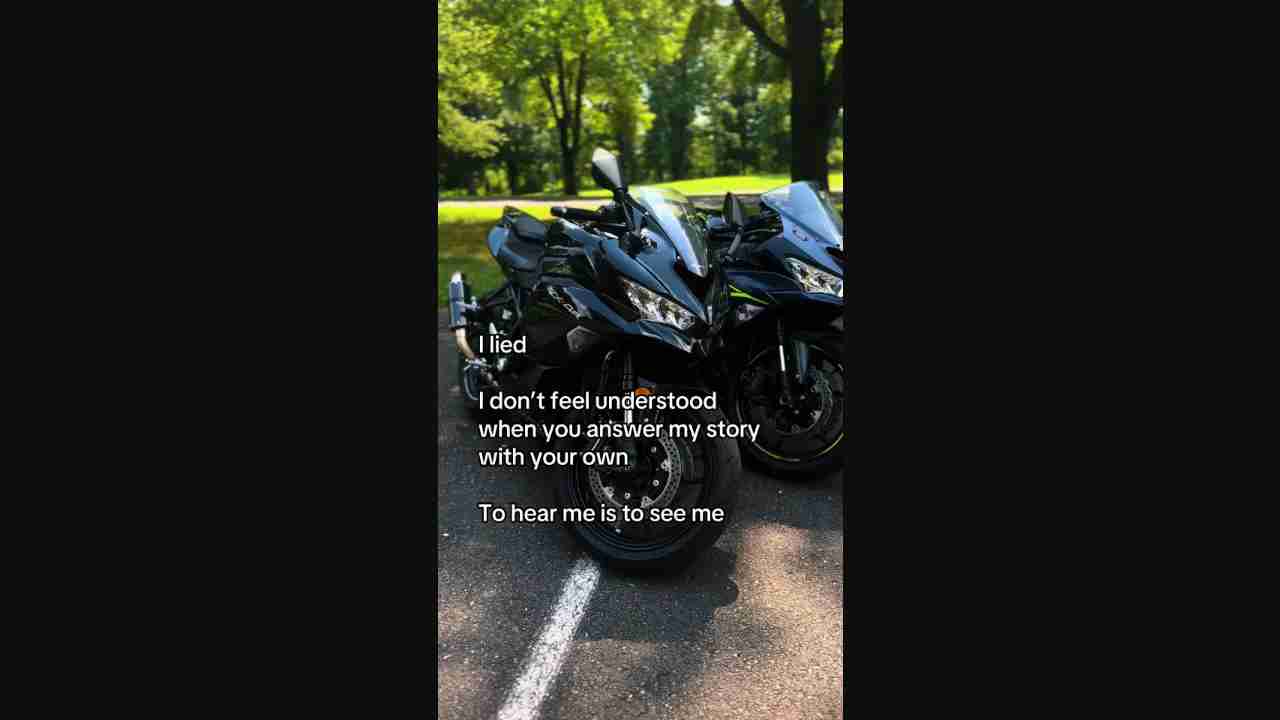 I lied
I don’t feel understood
when you answer my story
with your own
To hear me is to see me